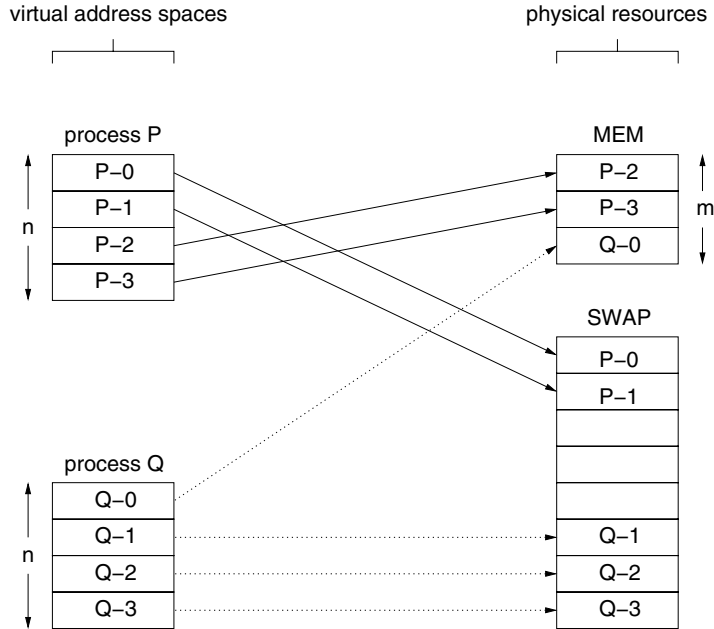 virtual address spaces
physical resources
process P
P−0
P−1
P−2
P−3
n
MEM
P−2
P−3
Q−0
m
SWAP
P−0
P−1
Q−1
Q−2
Q−3
process Q
Q−0
Q−1
Q−2
Q−3
n